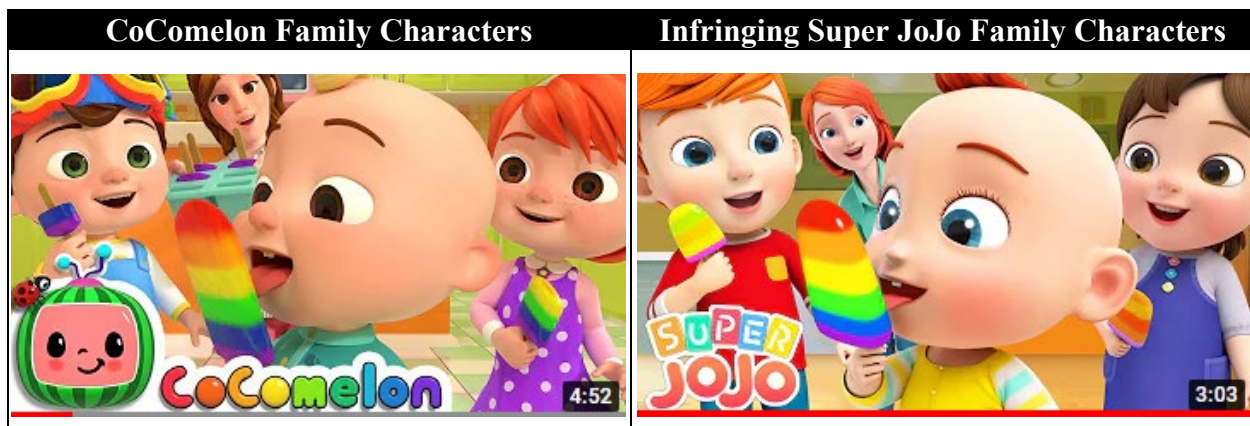 CoComelon Family Characters
Infringing Super JoJo Family Characters
CoComelon
4:52
SUPER
JOJO
3:03